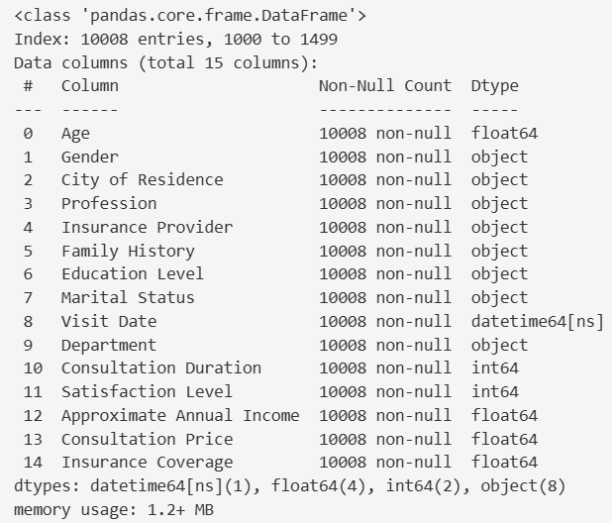 <class 'pandas.core.frame.DataFrame'>
Index: 10008 entries, 1000 to 1499
Data columns (total 15 columns):
 #   Column                     Non-Null Count  Dtype
---  ------                     --------------  -----
 0   Age                        10008 non-null  float64
 1   Gender                     10008 non-null  object
 2   City of Residence          10008 non-null  object
 3   Profession                 10008 non-null  object
 4   Insurance Provider         10008 non-null  object
 5   Family History             10008 non-null  object
 6   Education Level            10008 non-null  object
 7   Marital Status             10008 non-null  object
 8   Visit Date                 10008 non-null  datetime64[ns]
 9   Department                 10008 non-null  object
 10  Consultation Duration      10008 non-null  int64
 11  Satisfaction Level         10008 non-null  int64
 12  Approximate Annual Income  10008 non-null  float64
 13  Consultation Price         10008 non-null  float64
 14  Insurance Coverage         10008 non-null  float64
dtypes: datetime64[ns](1), float64(4), int64(2), object(8)
memory usage: 1.2+ MB